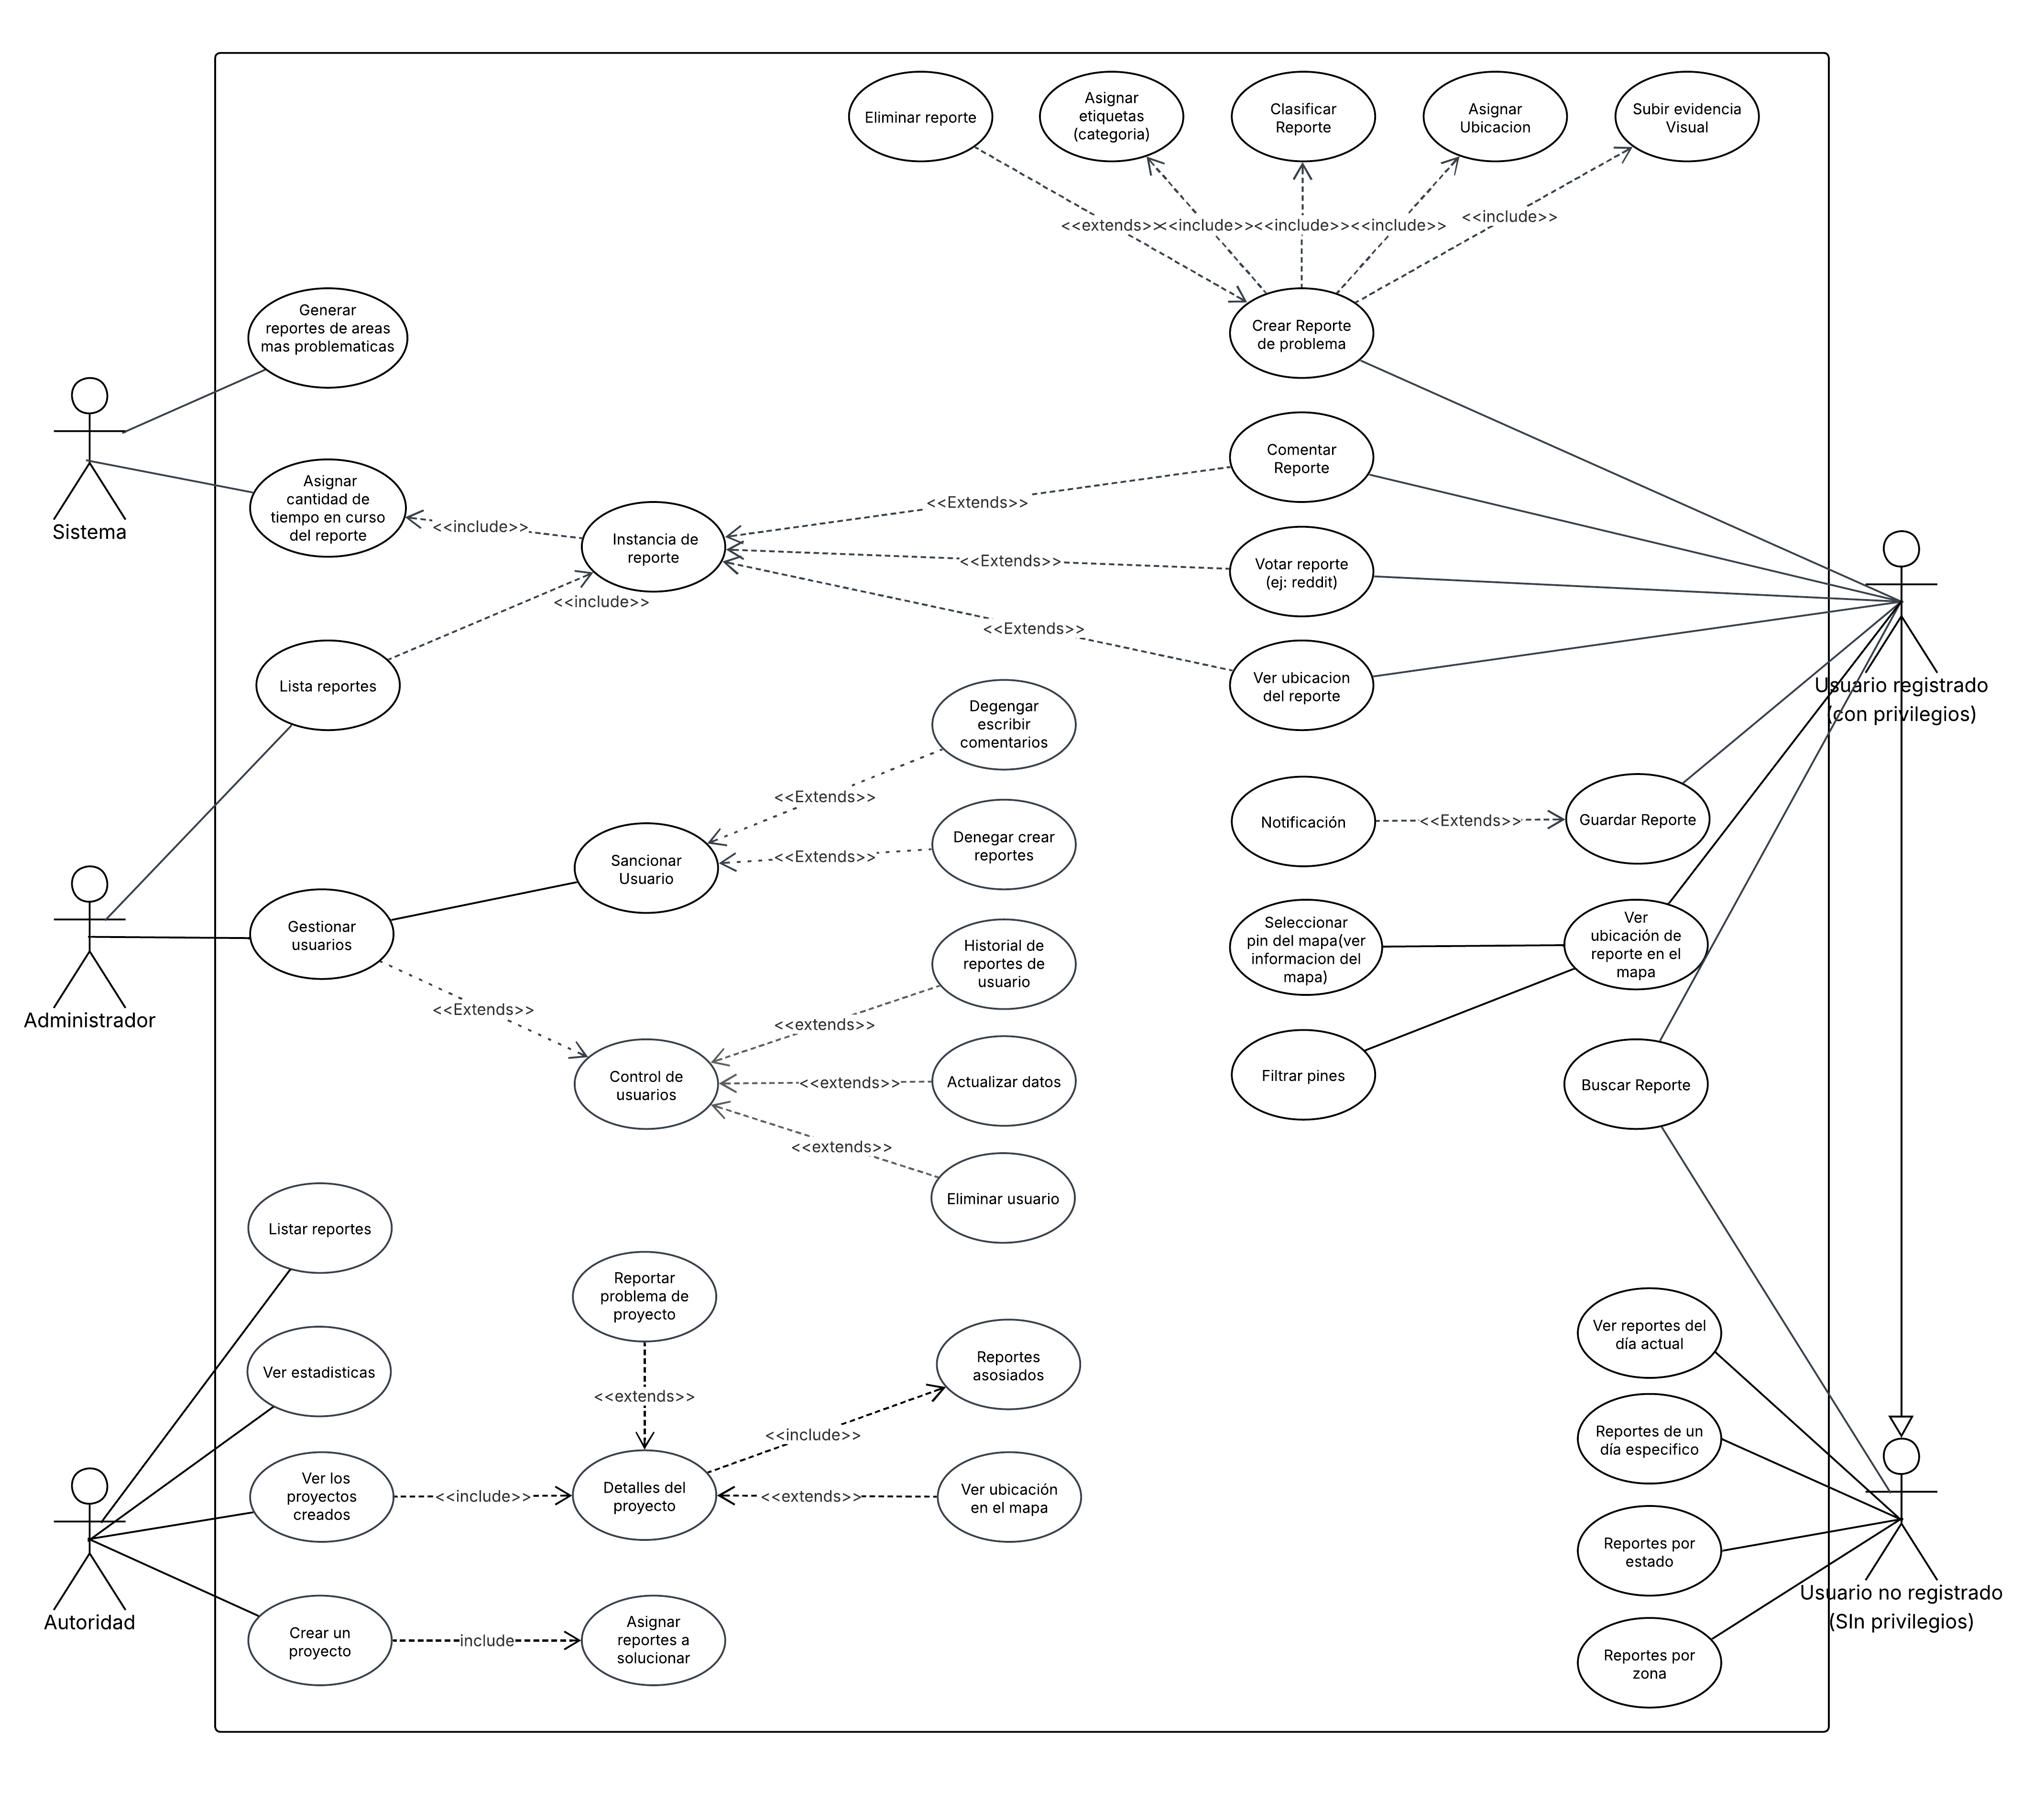 Eliminar reporte
Asignar
etiquetas
(categoria)
Clasificar
Reporte
Asignar
Ubicacion
Subir evidencia
Visual
<<extends>>
<<include>>
<<include>>
<<include>>
<<include>>
Generar
reportes de areas
mas problematicas
Crear Reporte
de problema
Sistema
Asignar
cantidad de
tiempo en curso
del reporte
<<include>>
Instancia de
reporte
<<include>>
<<Extends>>
<<Extends>>
<<Extends>>
Comentar
Reporte
Votar reporte
(ej: reddit)
Ver ubicacion
del reporte
Usuario registrado
(con privilegios)
Lista reportes
Degengar
escribir
comentarios
<<Extends>>
Denegar crear
reportes
<<Extends>>
Sancionar
Usuario
Notificación
<<Extends>>
Guardar Reporte
Administrador
Gestionar
usuarios
<<Extends>>
Historial de
reportes de
usuario
<<extends>>
Control de
usuarios
<<extends>>
Actualizar datos
<<extends>>
Eliminar usuario
Seleccionar
pin del mapa(ver
informacion del
mapa)
Ver
ubicación de
reporte en el
mapa
Filtrar pines
Buscar Reporte
Listar reportes
Reportar
problema de
proyecto
<<extends>>
Ver estadisticas
Reportes
asosiados
<<include>>
Ver los
proyectos
creados
<<include>>
Detalles del
proyecto
<<extends>>
Ver ubicación
en el mapa
Autoridad
Crear un
proyecto
include
Asignar
reportes a
solucionar
Ver reportes del
día actual
Reportes de un
día especifico
Reportes por
estado
Reportes por
zona
Usuario no registrado
(SIn privilegios)